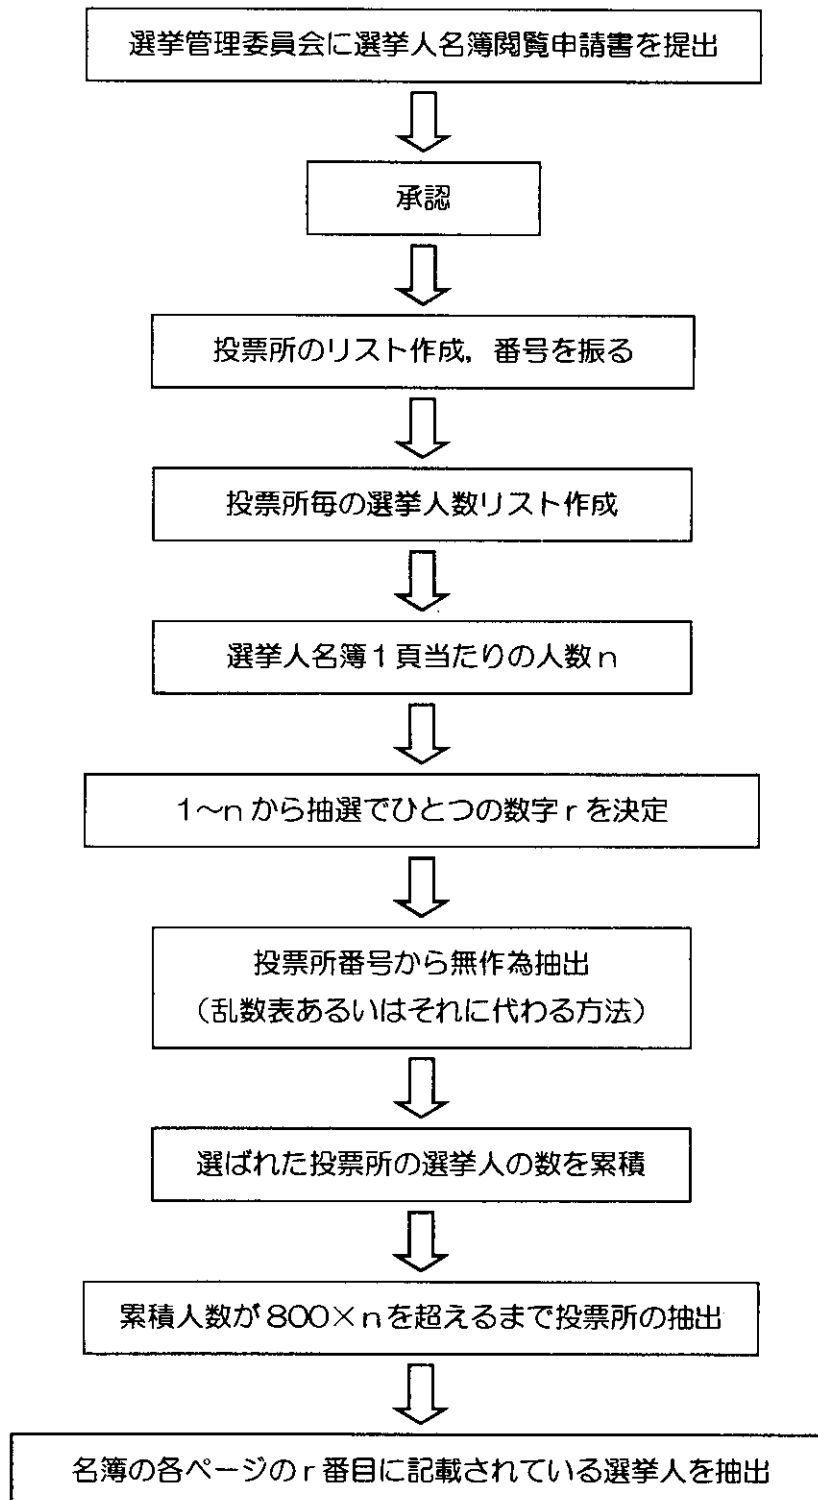 選挙管理委員会に選挙人名簿閲覧申請書を提出
承認
投票所のリスト作成，番号を振る
投票所毎の選挙人数リスト作成
選挙人名簿１頁当たりの人数ｎ
１～ｎから抽選でひとつの数字ｒを決定
投票所番号から無作為抽出
（乱数表あるいはそれに代わる方法）
選ばれた投票所の選挙人の数を累積
累積人数が800×ｎを超えるまで投票所の抽出
名簿の各ページのｒ番目に記載されている選挙人を抽出